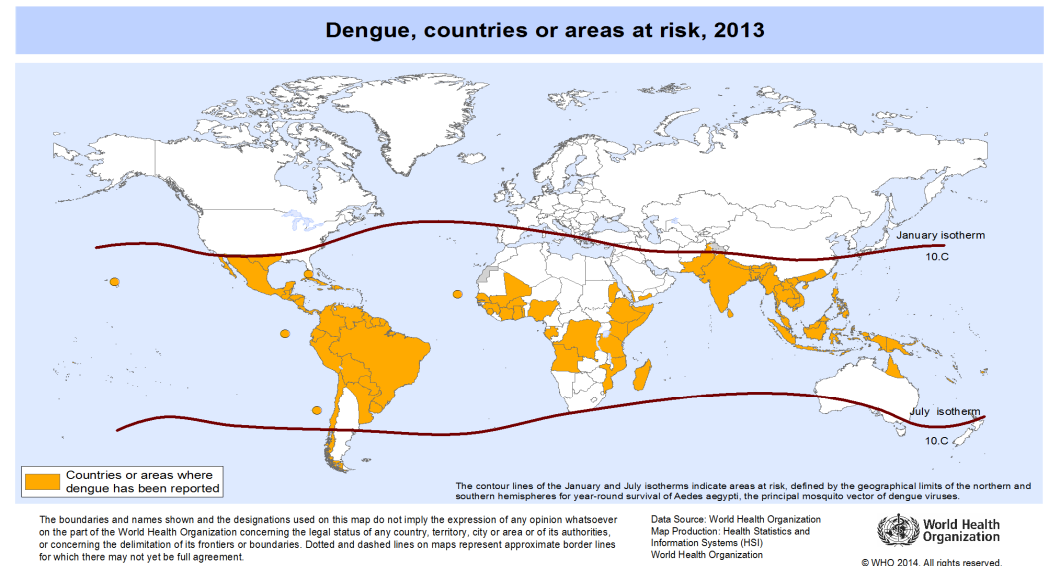 Dengue, countries or areas at risk, 2013
January isotherm
10.C
July isotherm
10.C
Countries or areas where
dengue has been reported
The contour lines of the January and July isotherms indicate areas at risk, defined by the geographical limits of the northern and
southern hemispheres for year-round survival of Aedes aegypti, the principal mosquito vector of dengue viruses.
The boundaries and names shown and the designations used on this map do not imply the expression of any opinion whatsoever
on the part of the World Health Organization concerning the legal status of any country, territory, city or area or of its authorities,
or concerning the delimitation of its frontiers or boundaries. Dotted and dashed lines on maps represent approximate border lines
for which there may not yet be full agreement.
Data Source: World Health Organization
Map Production: Health Statistics and
Information Systems (HSI)
World Health Organization
World Health
Organization
© WHO 2014. All rights reserved.